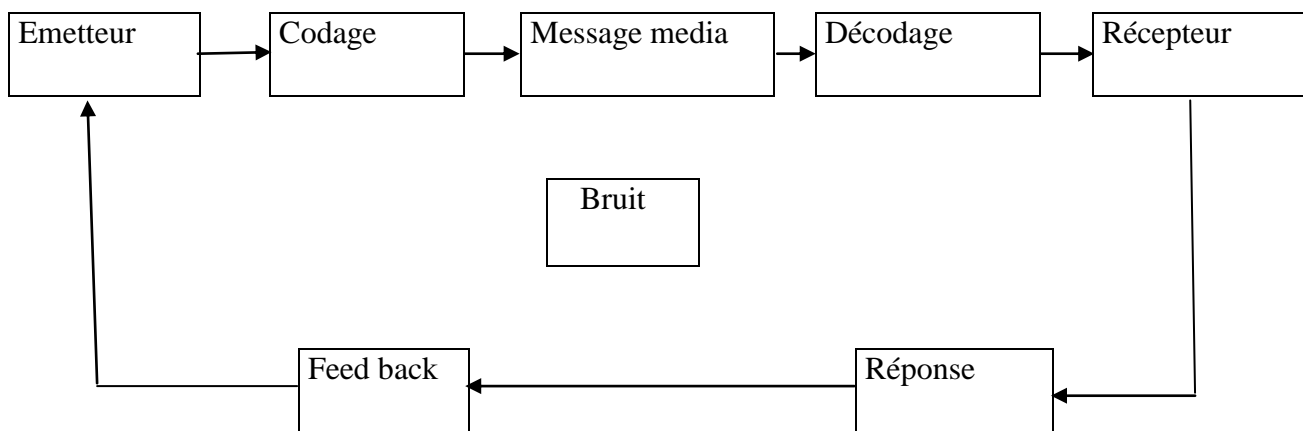 Emetteur
Codage
Message media
Décodage
Récepteur
Bruit
Feed back
Réponse